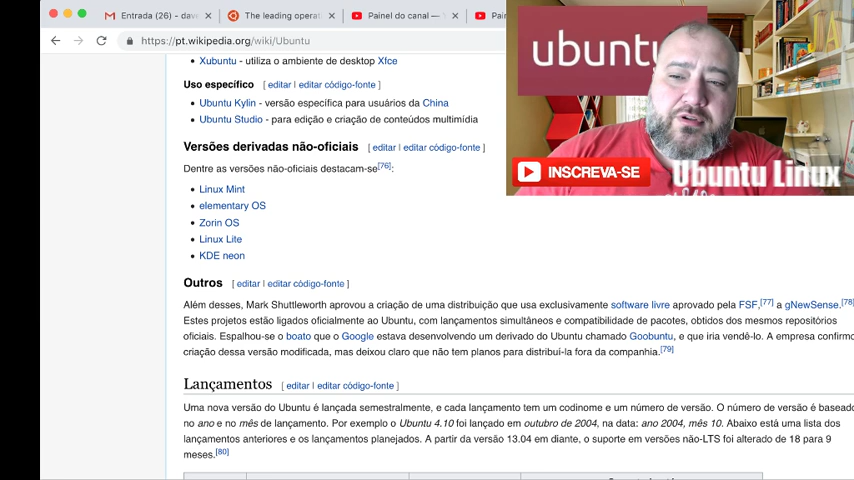 Entrada (26) - dav
The leading operat
Painel do canal —
Pain
https://pt.wikipedia.org/wiki/Ubuntu
ubuntu
INSCREVA-SE
Ubuntu Linux
Xubuntu - utiliza o ambiente de desktop Xfce
Uso específico [ editar | editar código-fonte ]
Ubuntu Kylin - versão específica para usuários da China
Ubuntu Studio - para edição e criação de conteúdos multimídia
Versões derivadas não-oficiais [ editar | editar código-fonte ]
Dentre as versões não-oficiais destacam-se[76]:
Linux Mint
elementary OS
Zorin OS
Linux Lite
KDE neon
Outros [ editar | editar código-fonte ]
Além desses, Mark Shuttleworth aprovou a criação de uma distribuição que usa exclusivamente software livre aprovado pela FSF,[77] a gNewSense.[78]
Estes projetos estão ligados oficialmente ao Ubuntu, com lançamentos simultâneos e compatibilidade de pacotes, obtidos dos mesmos repositórios
oficiais. Espalhou-se o boato que o Google estava desenvolvendo um derivado do Ubuntu chamado Goobuntu, e que iria vendê-lo. A empresa confirmo
criação dessa versão modificada, mas deixou claro que não tem planos para distribuí-la fora da companhia.[79]
Lançamentos [ editar | editar código-fonte ]
Uma nova versão do Ubuntu é lançada semestralmente, e cada lançamento tem um codinome e um número de versão. O número de versão é baseado
no ano e no mês de lançamento. Por exemplo o Ubuntu 4.10 foi lançado em outubro de 2004, na data: ano 2004, mês 10. Abaixo está uma lista dos
lançamentos anteriores e os lançamentos planejados. A partir da versão 13.04 em diante, o suporte em versões não-LTS foi alterado de 18 para 9
meses.[80]